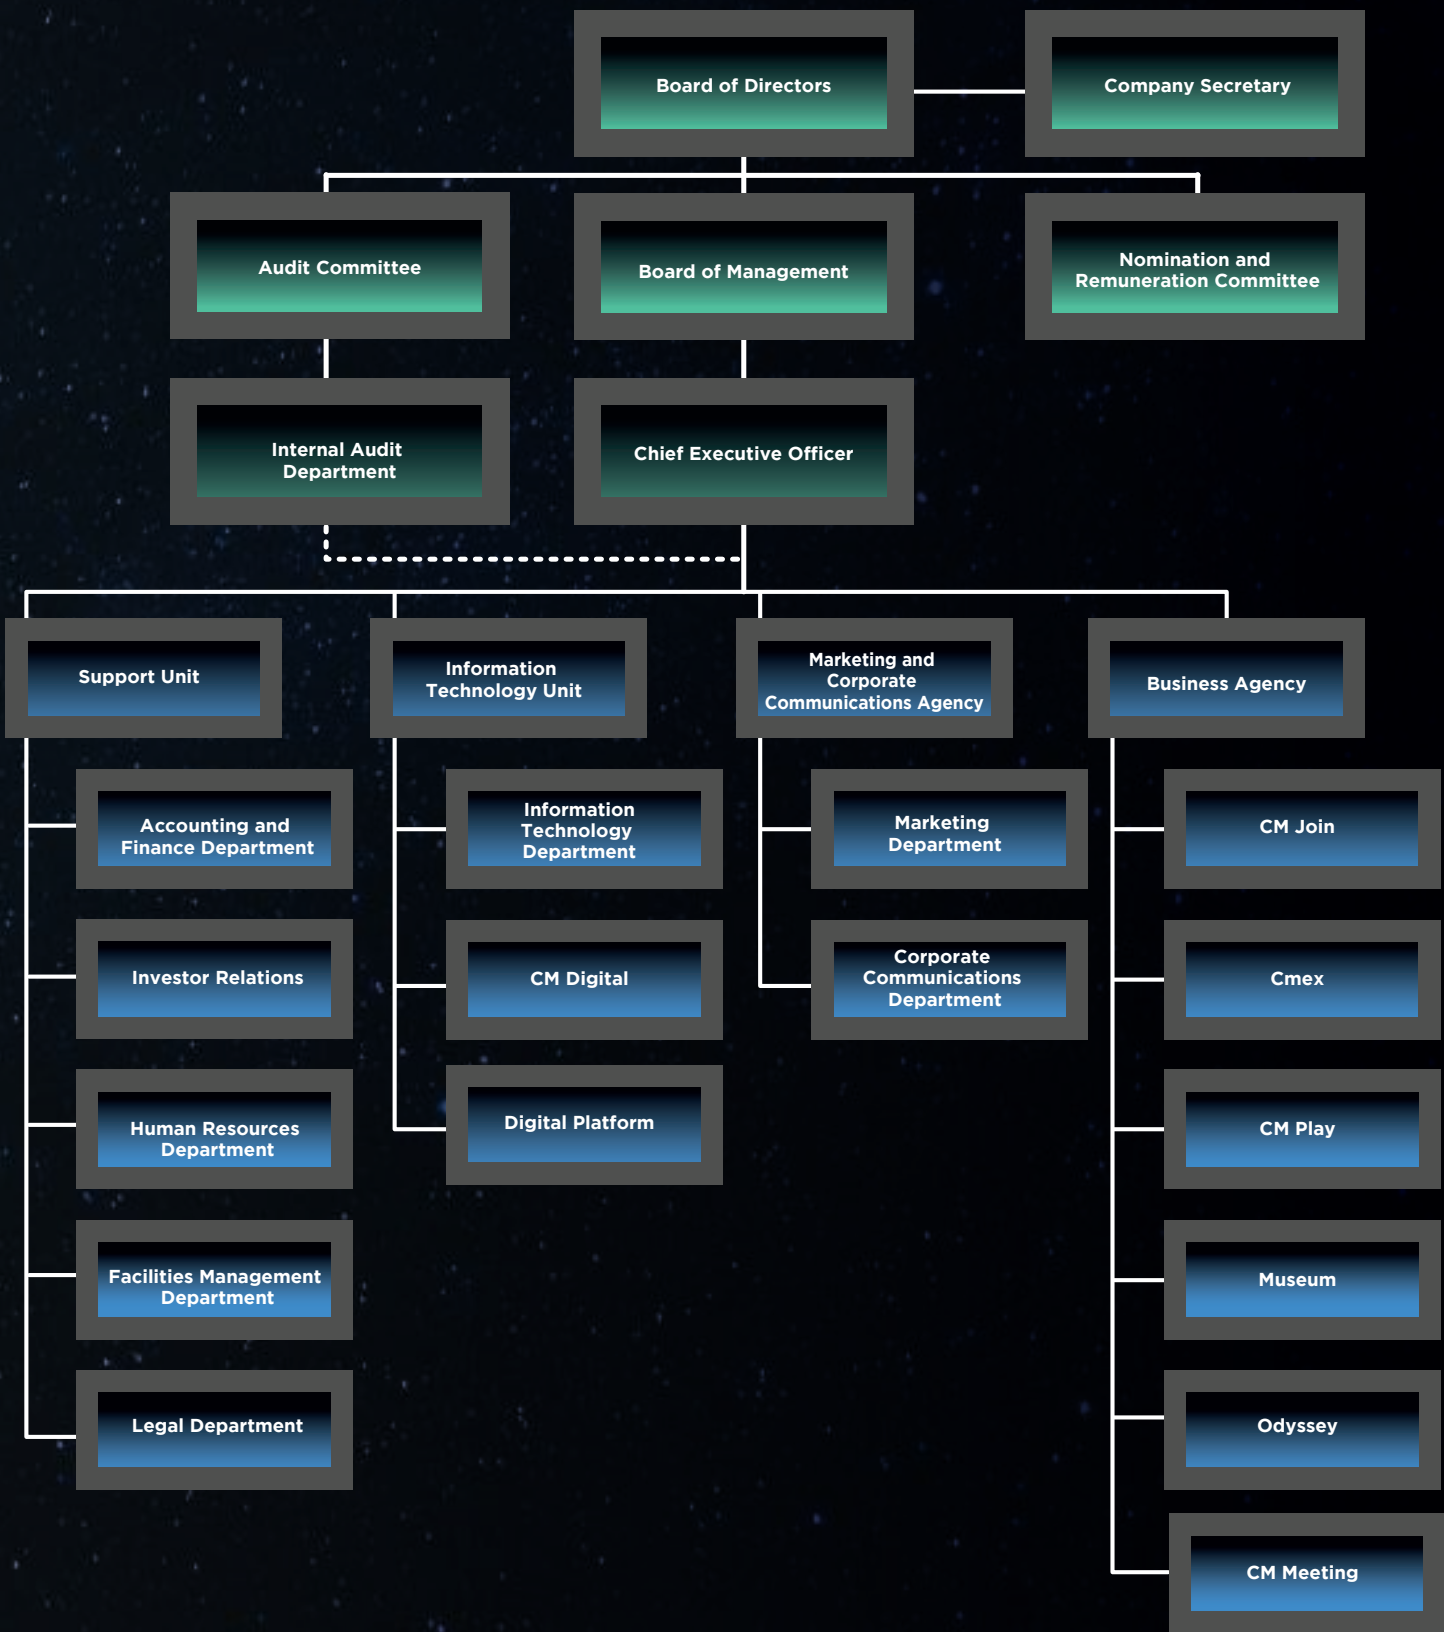 Board of Directors
Company Secretary
Audit Committee
Board of Management
Nomination and
Remuneration Committee
Internal Audit
Department
Chief Executive Officer
Support Unit
Information
Technology Unit
Marketing and
Corporate
Communications Agency
Business Agency
Accounting and
Finance Department
Information
Technology
Department
Marketing
Department
CM Join
Investor Relations
CM Digital
Corporate
Communications
Department
Cmex
Human Resources
Department
Digital Platform
CM Play
Facilities Management
Department
Museum
Legal Department
Odyssey
CM Meeting